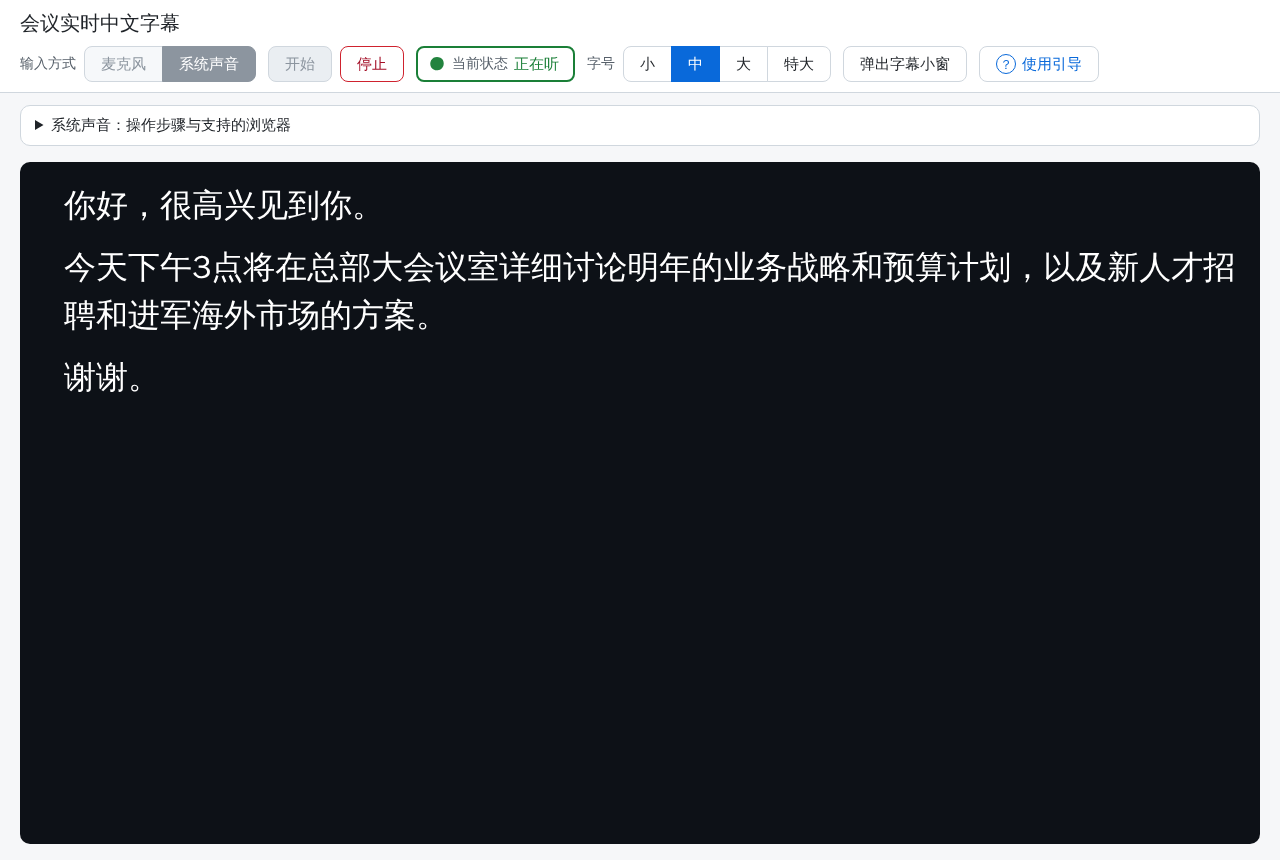 会议实时中文字幕
输入方式 麦克风 系统声音 开始 停止 当前状态 正在听 字号 小 中 大 特大 弹出字幕小窗 ? 使用引导
▶ 系统声音：操作步骤与支持的浏览器
你好，很高兴见到你。
今天下午3点将在总部大会议室详细讨论明年的业务战略和预算计划，以及新人才招
聘和进军海外市场的方案。
谢谢。